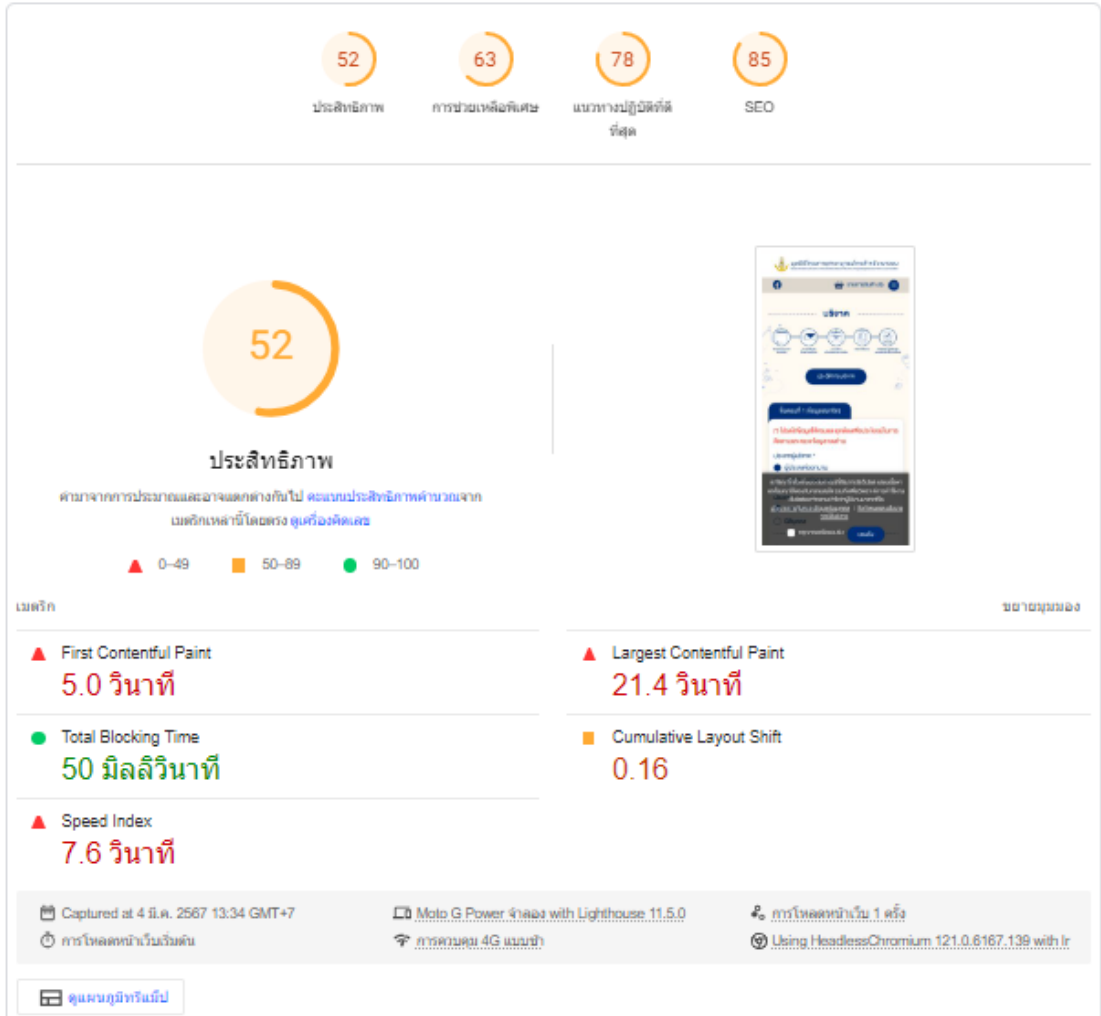 52
63
78
85
ประสิทธิภาพ
การช่วยเหลือพิเศษ
แนวทางปฏิบัติที่ดี
ที่สุด
SEO
52
ประสิทธิภาพ
ค่ามาจากการประมาณและอาจแตกต่างกันไป คะแนนประสิทธิภาพคำนวณจาก
เมตริกเหล่านี้โดยตรง ดูเครื่องคิดเลข
0–49
50–89
90–100
บริจาค
เมตริก
ขยายมุมมอง
First Contentful Paint
5.0 วินาที
Largest Contentful Paint
21.4 วินาที
Total Blocking Time
50 มิลลิวินาที
Cumulative Layout Shift
0.16
Speed Index
7.6 วินาที
Captured at 4 มี.ค. 2567 13:34 GMT+7
Moto G Power จำลอง with Lighthouse 11.5.0
การโหลดหน้าเว็บ 1 ครั้ง
การโหลดหน้าเว็บเริ่มต้น
การควบคุม 4G แบบช้า
Using HeadlessChromium 121.0.6167.139 with lr
ดูแผนภูมิทรีแม็ป